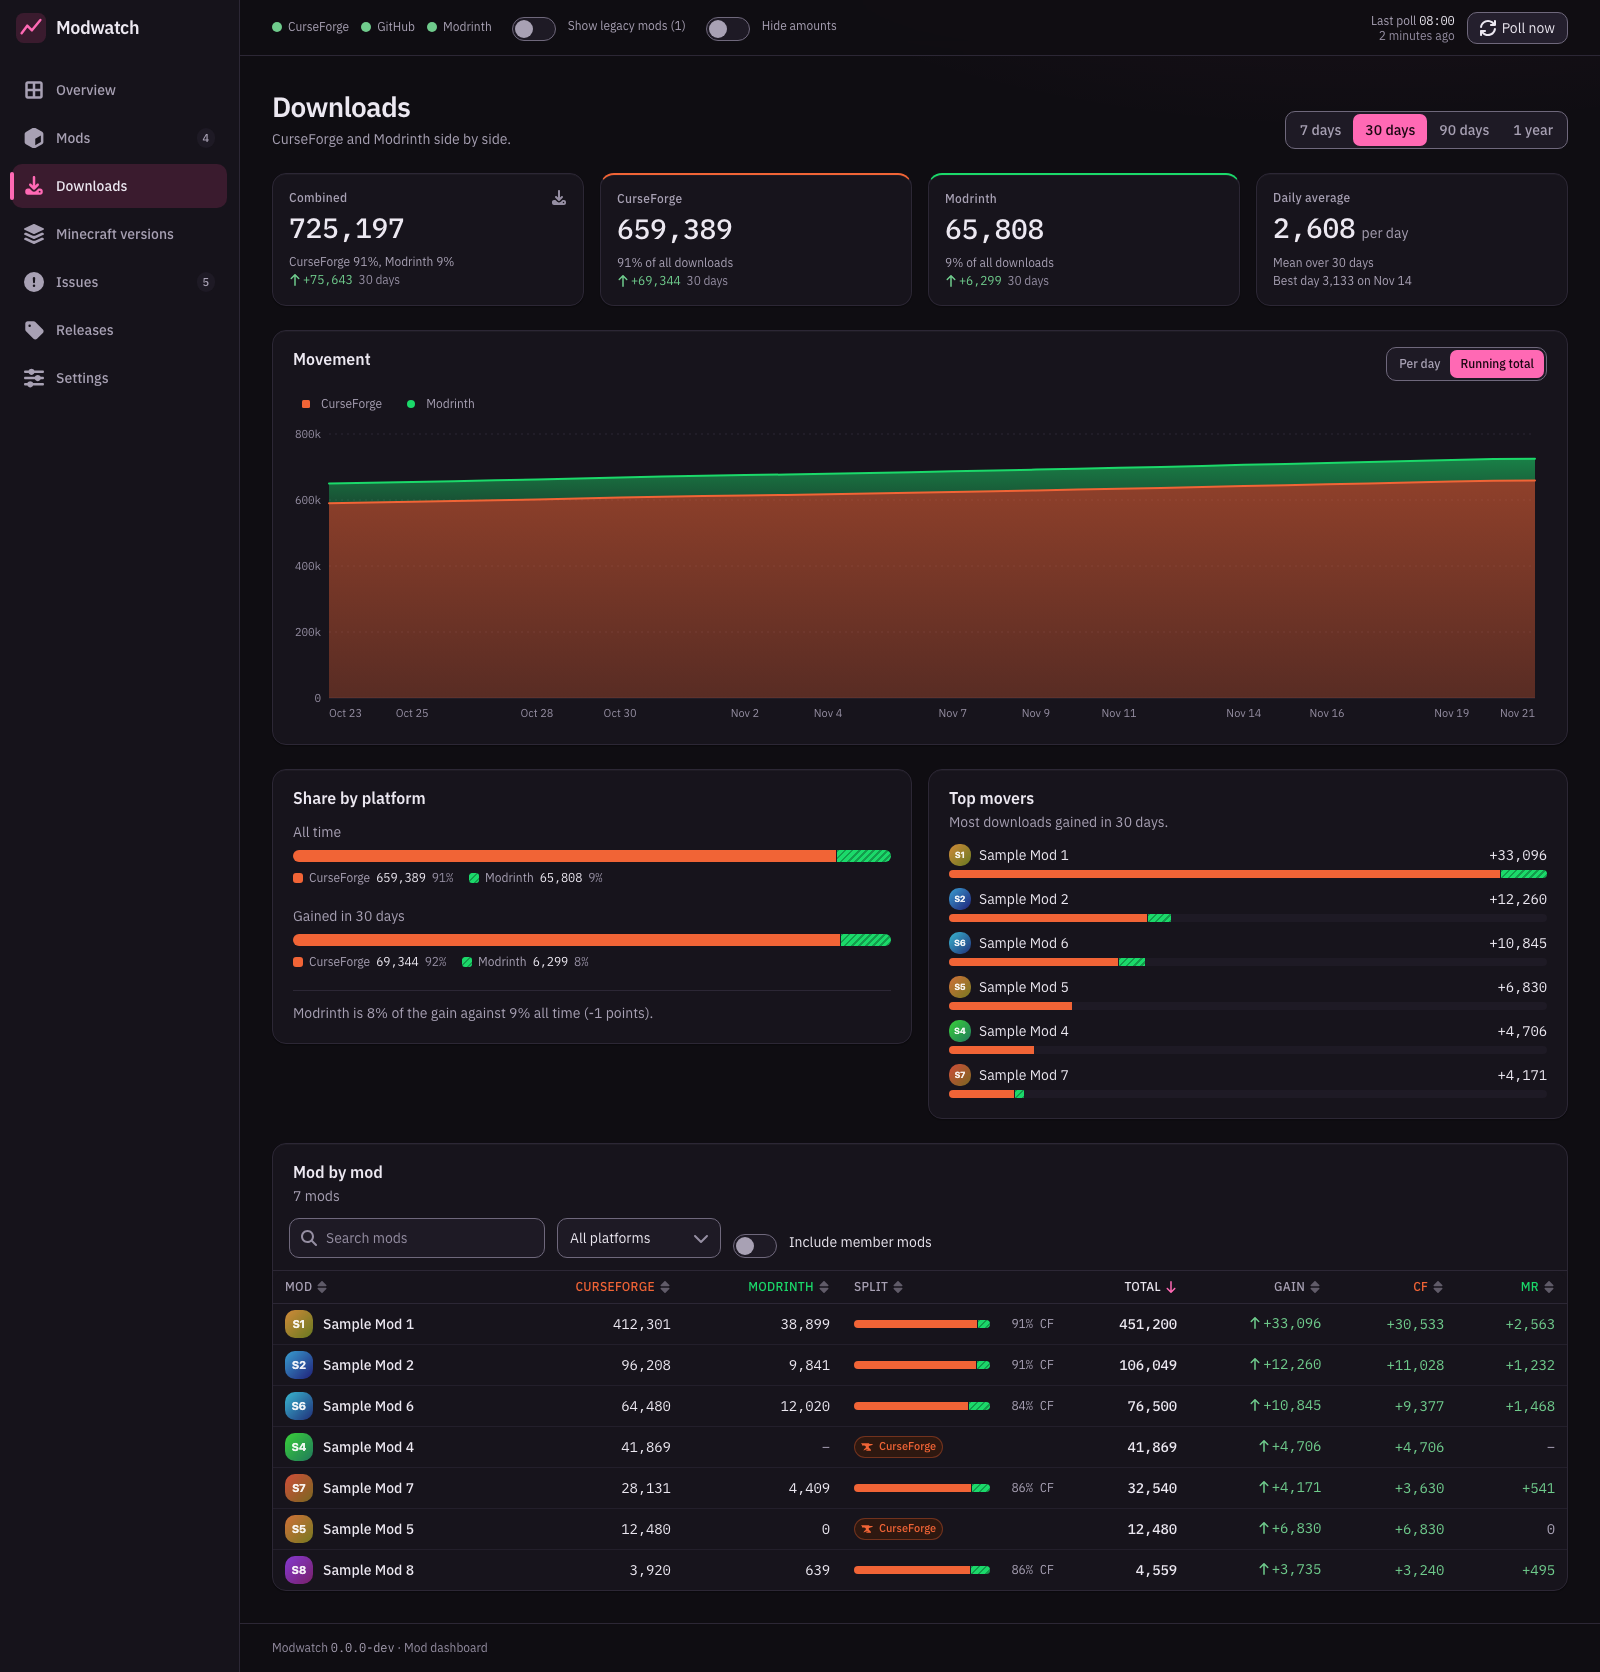 Modwatch
Overview
Mods 4
Downloads
Minecraft versions
Issues 5
Releases
Settings
CurseForge GitHub Modrinth Show legacy mods (1) Hide amounts
Last poll 08:00
2 minutes ago
Poll now
Downloads
CurseForge and Modrinth side by side.
7 days 30 days 90 days 1 year
Combined
725,197
CurseForge 91%, Modrinth 9%
+75,643 30 days
CurseForge
659,389
91% of all downloads
+69,344 30 days
Modrinth
65,808
9% of all downloads
+6,299 30 days
Daily average
2,608 per day
Mean over 30 days
Best day 3,133 on Nov 14
Movement
Per day Running total
CurseForge Modrinth
800k
600k
400k
200k
0
Oct 23 Oct 25 Oct 28 Oct 30 Nov 2 Nov 4 Nov 7 Nov 9 Nov 11 Nov 14 Nov 16 Nov 19 Nov 21
Share by platform
All time
CurseForge 659,389 91% Modrinth 65,808 9%
Gained in 30 days
CurseForge 69,344 92% Modrinth 6,299 8%
Modrinth is 8% of the gain against 9% all time (-1 points).
Top movers
Most downloads gained in 30 days.
S1 Sample Mod 1 +33,096
S2 Sample Mod 2 +12,260
S6 Sample Mod 6 +10,845
S5 Sample Mod 5 +6,830
S4 Sample Mod 4 +4,706
S7 Sample Mod 7 +4,171
Mod by mod
7 mods
Search mods All platforms Include member mods
MOD CURSEFORGE MODRINTH SPLIT TOTAL GAIN CF MR
S1 Sample Mod 1 412,301 38,899 91% CF 451,200 +33,096 +30,533 +2,563
S2 Sample Mod 2 96,208 9,841 91% CF 106,049 +12,260 +11,028 +1,232
S6 Sample Mod 6 64,480 12,020 84% CF 76,500 +10,845 +9,377 +1,468
S4 Sample Mod 4 41,869 – CurseForge 41,869 +4,706 +4,706 –
S7 Sample Mod 7 28,131 4,409 86% CF 32,540 +4,171 +3,630 +541
S5 Sample Mod 5 12,480 0 CurseForge 12,480 +6,830 +6,830 0
S8 Sample Mod 8 3,920 639 86% CF 4,559 +3,735 +3,240 +495
Modwatch 0.0.0-dev · Mod dashboard